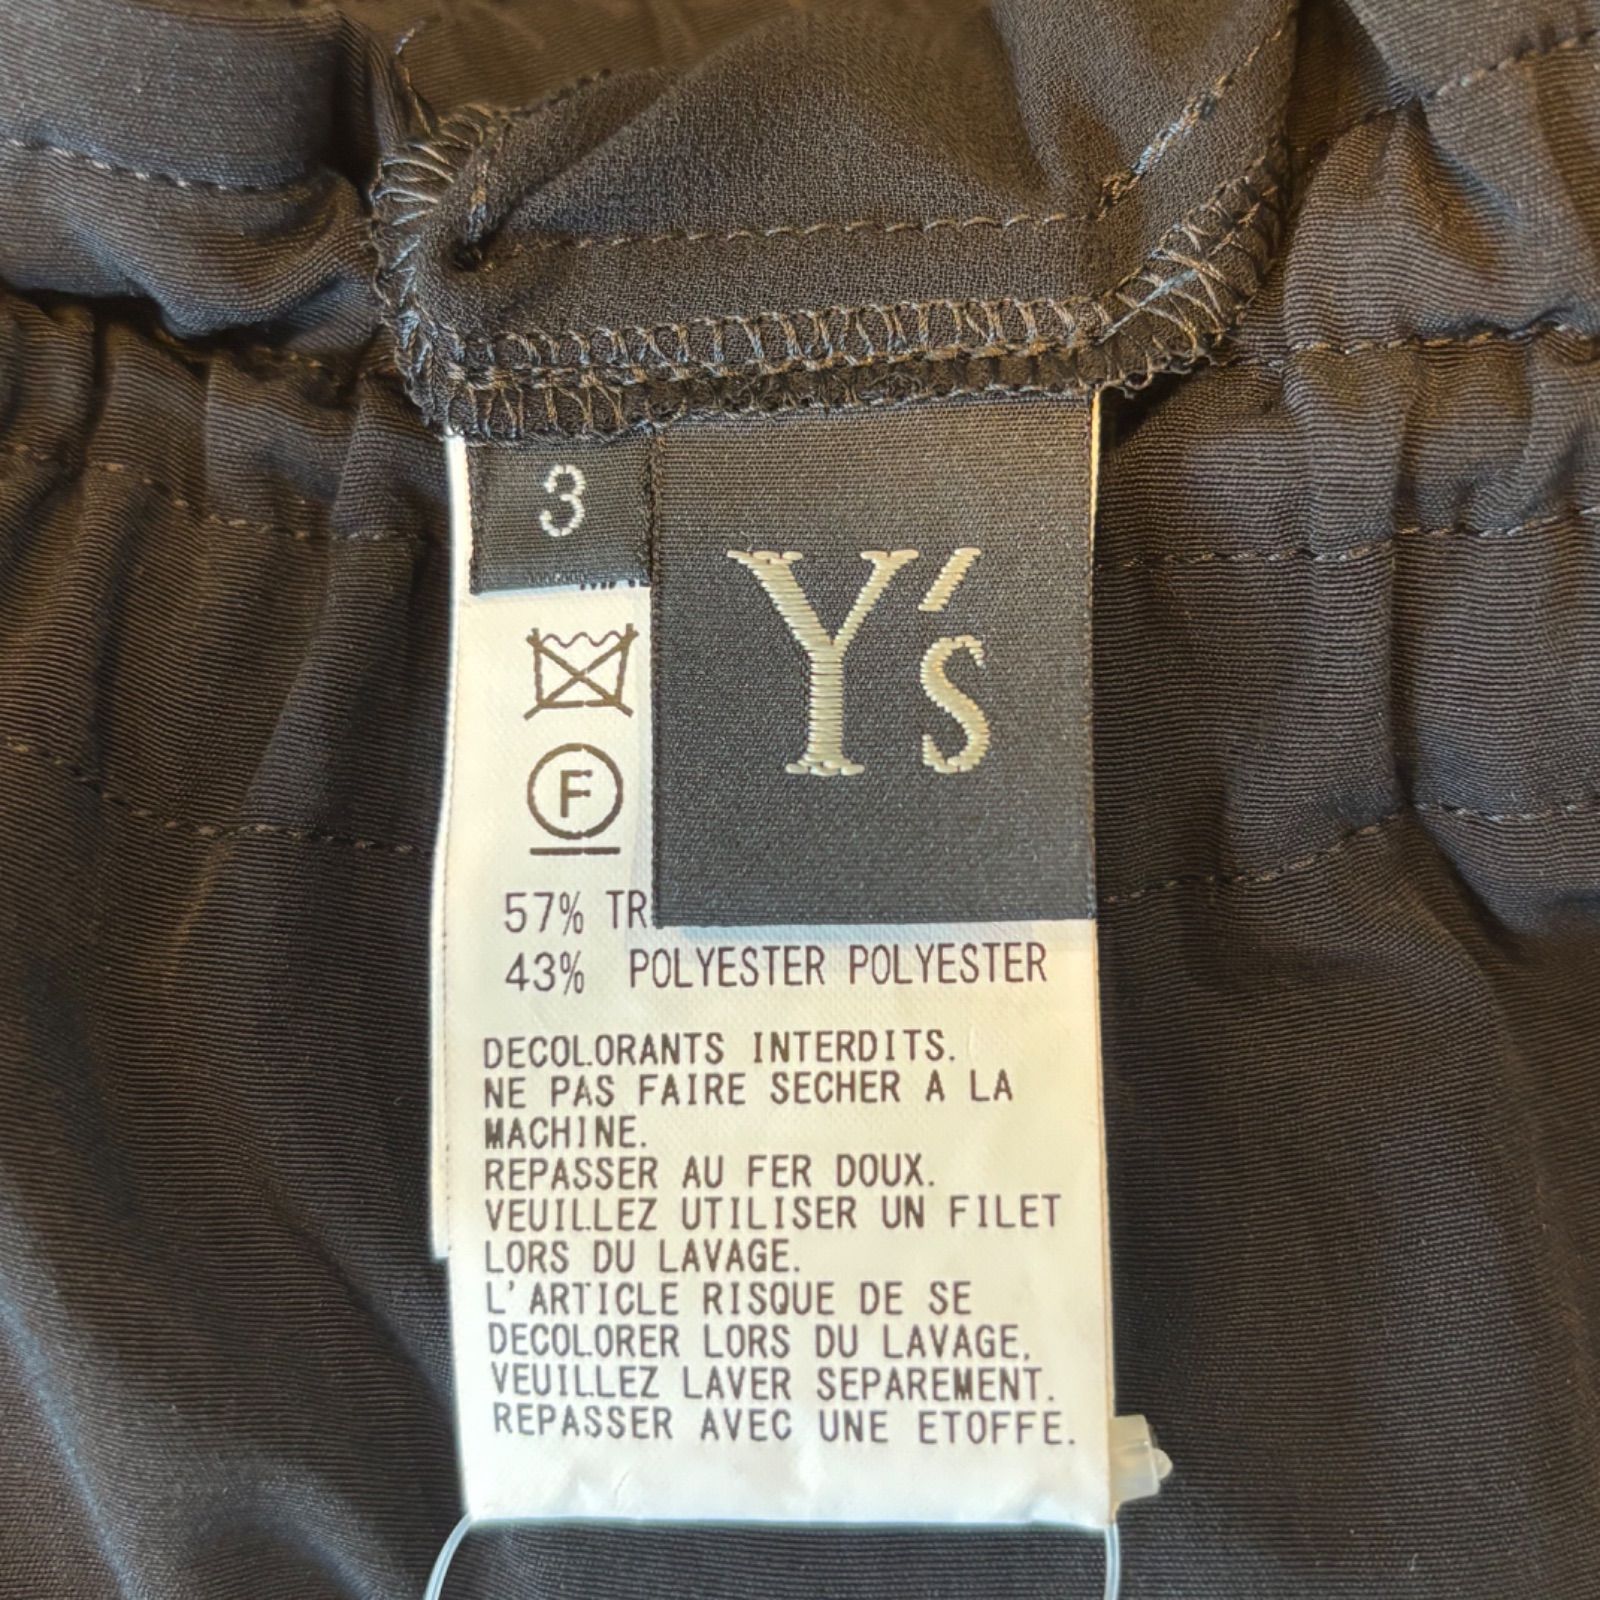 3
Y's
F
57% TR
43% POLYESTER POLYESTER
DECOLORANTS INTERDITS.
NE PAS FAIRE SECHER A LA
MACHINE.
REPASSER AU FER DOUX.
VEUILLEZ UTILISER UN FILET
LORS DU LAVAGE.
L'ARTICLE RISQUE DE SE
DECOLORER LORS DU LAVAGE,
VEUILLEZ LAVER SEPAREMENT.
REPASSER AVEC UNE ETOFFE.